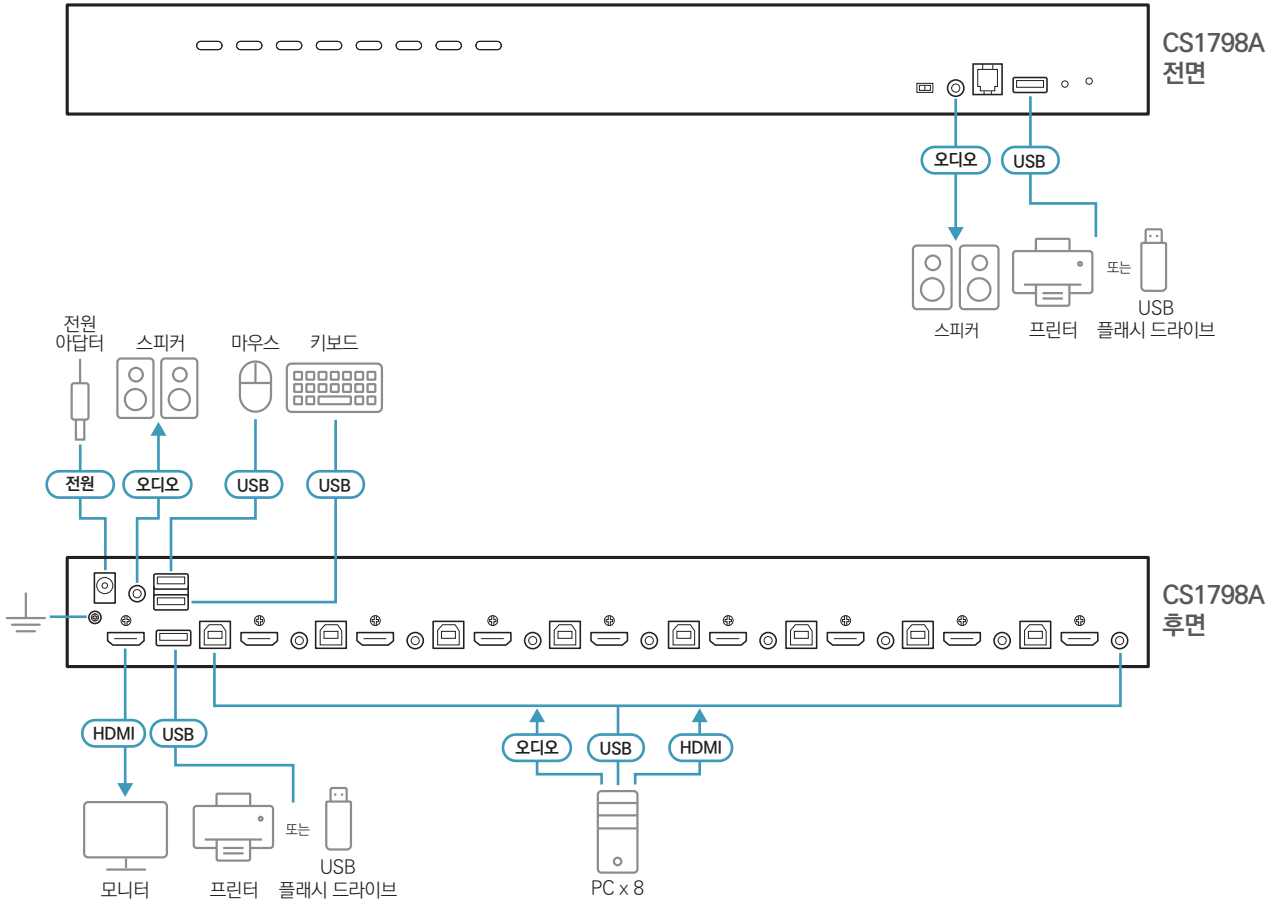 CS1798A
전면
오디오
USB
또는
스피커
프린터
USB
플래시 드라이브
전원
아답터
스피커
마우스
키보드
전원
오디오
USB
USB
CS1798A
후면
HDMI
USB
오디오
USB
HDMI
또는
모니터
프린터
USB
플래시 드라이브
PC x 8